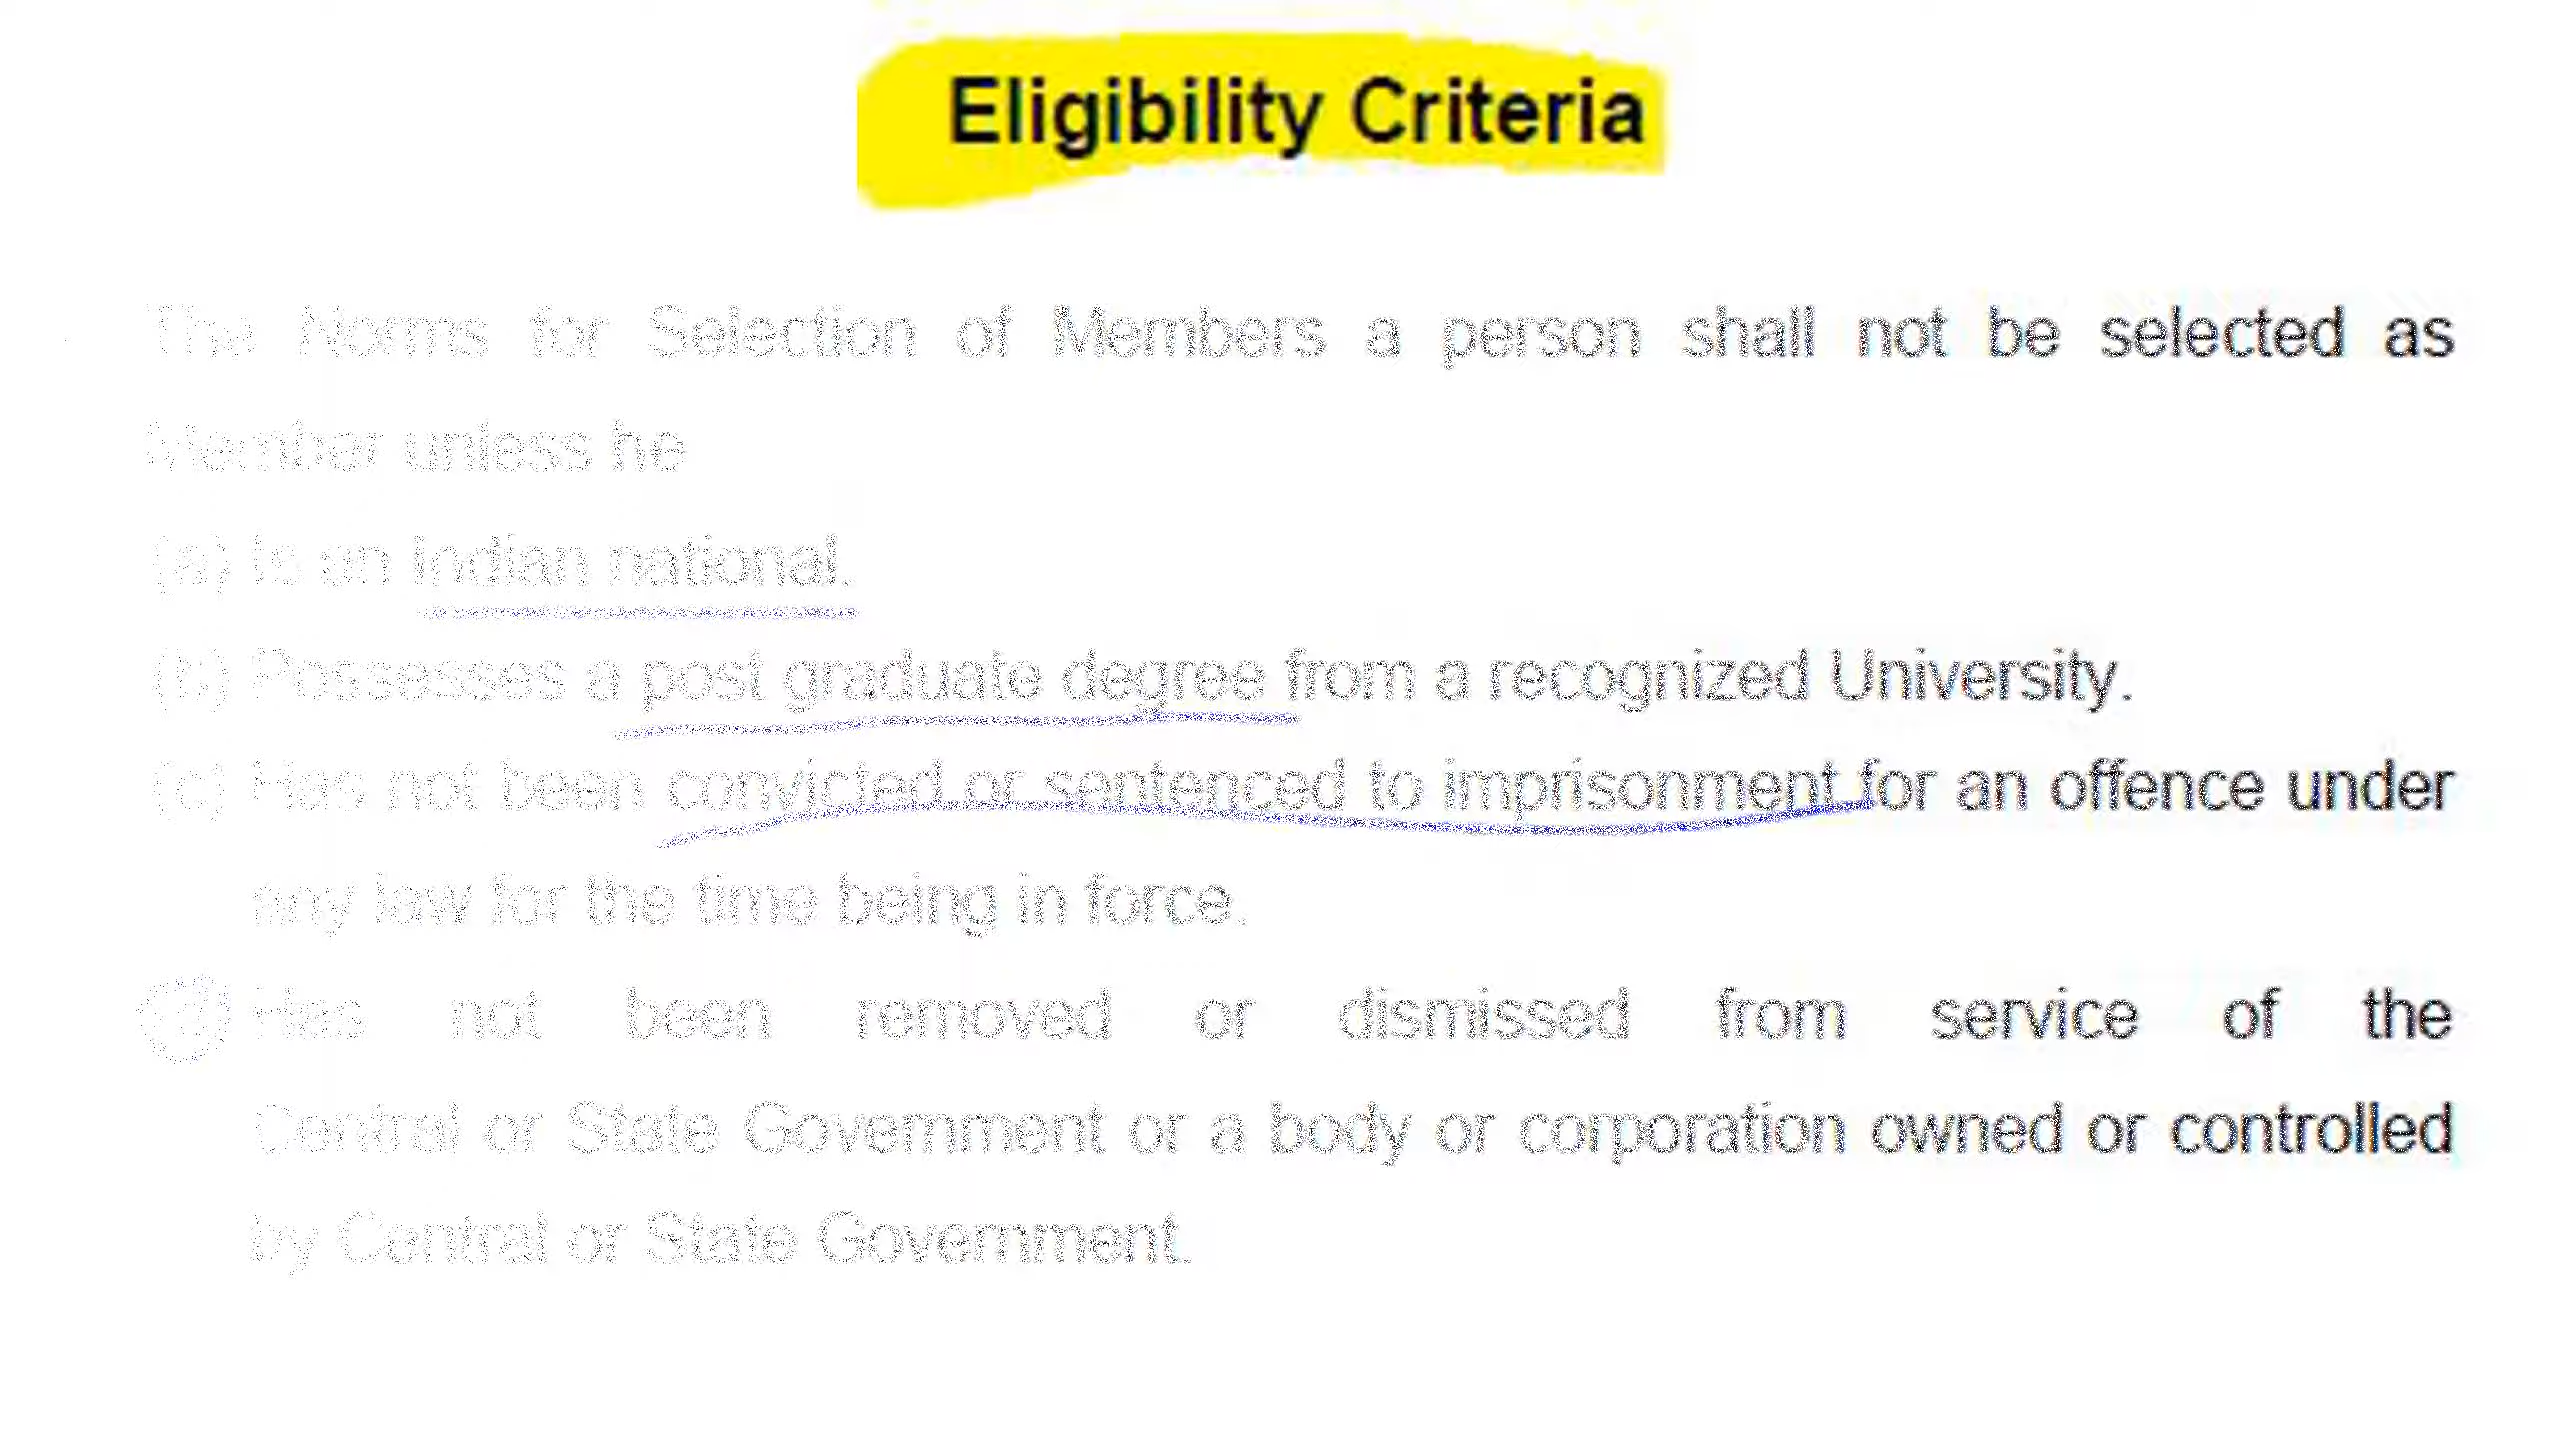 Eligibility Criteria
The Norms for Selection of Members a person shall not be selected as
Member unless he
(a) Is an Indian national.
(b) Possesses a post graduate degree from a recognized University.
(c) Has not been convicted or sentenced to imprisonment for an offence under
any law for the time being in force.
Has not been removed or dismissed from service of the
Central or State Government or a body or corporation owned or controlled
by Central or State Government.